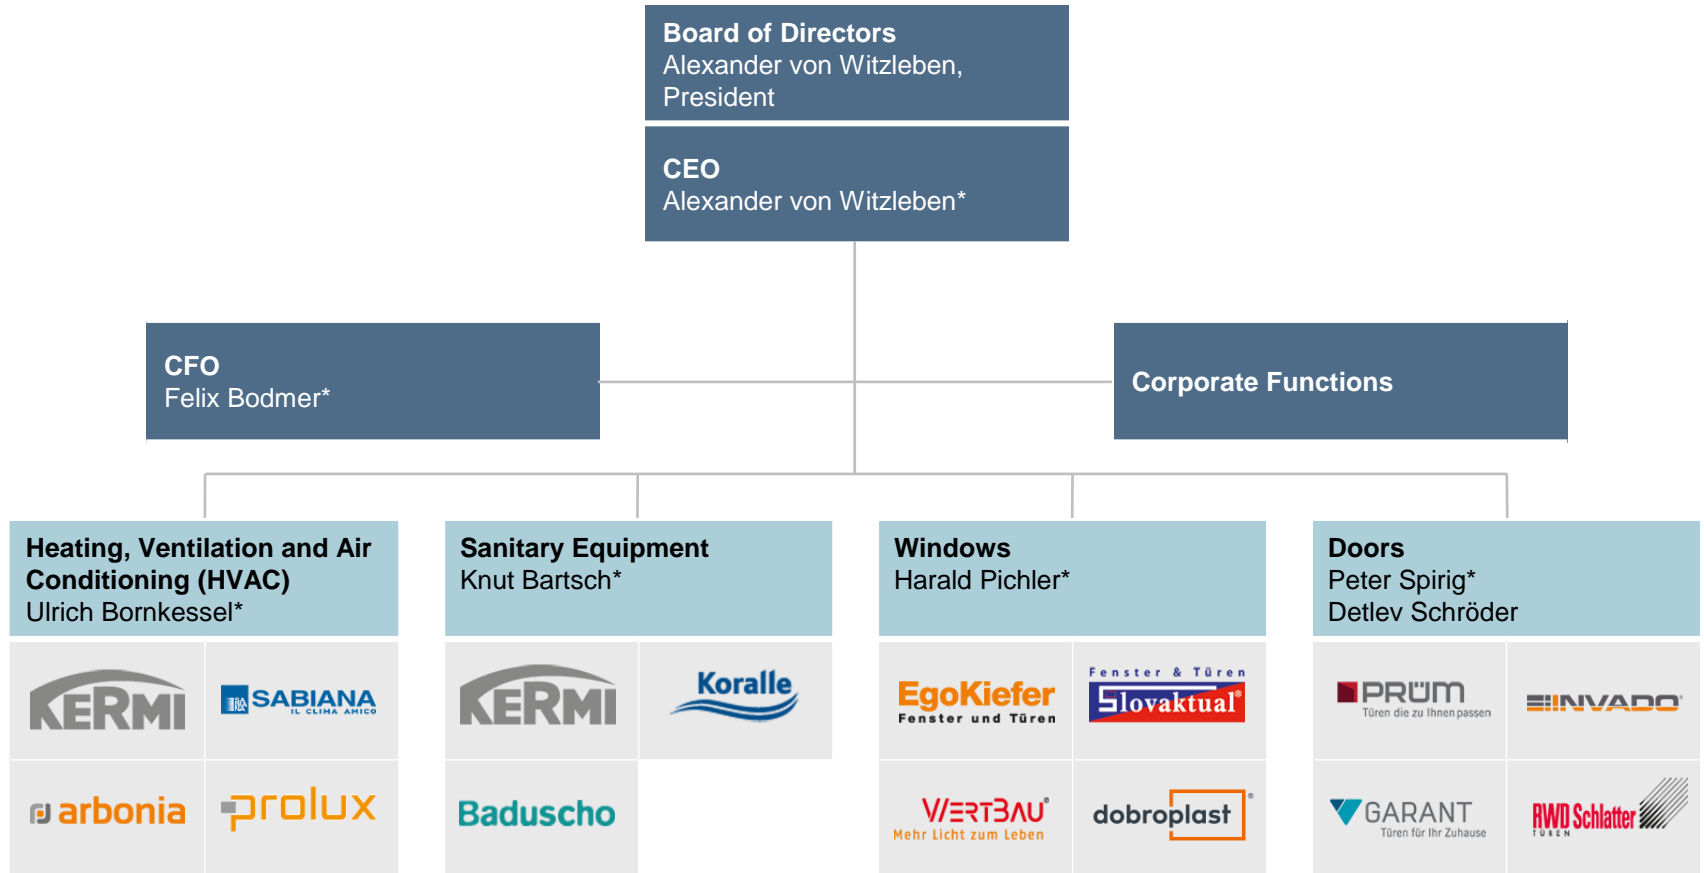 Board of Directors
Alexander von Witzleben,
President
CEO
Alexander von Witzleben*
CFO
Felix Bodmer*
Corporate Functions
Heating, Ventilation and Air
Conditioning (HVAC)
Ulrich Bornkessel*
Sanitary Equipment
Knut Bartsch*
Windows
Harald Pichler*
Doors
Peter Spirig*
Detlev Schröder
KERMI
SABIANA
IL CLIMA AMICO
arbonia
prolux
KERMI
Koralle
Baduscho
EgoKiefer
Fenster und Türen
Fenster & Türen
Slovaktual®
WERTBAU®
Mehr Licht zum Leben
dobroplast®
PRÜM
Türen die zu Ihnen passen
INVADO®
GARANT
Türen für Ihr Zuhause
RWD Schlatter
TÜREN